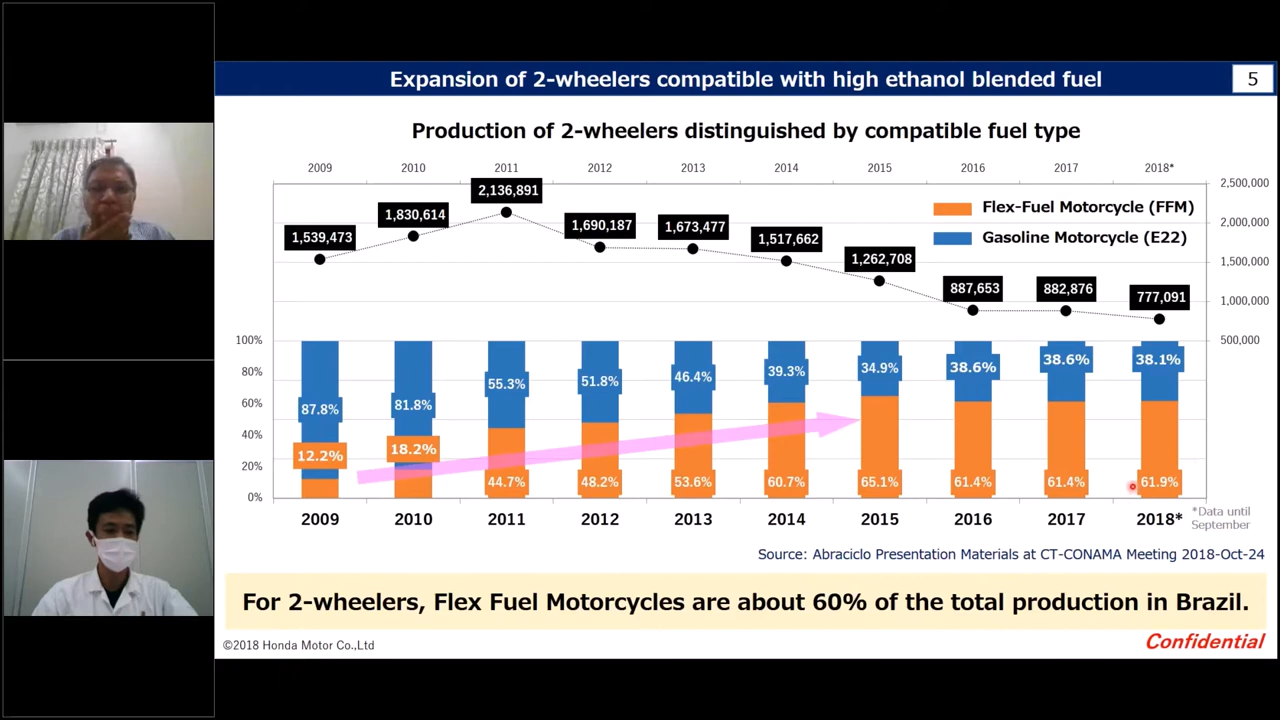 Expansion of 2-wheelers compatible with high ethanol blended fuel
5
Production of 2-wheelers distinguished by compatible fuel type
2009 2010 2011 2012 2013 2014 2015 2016 2017 2018*
2,500,000
2,000,000
1,500,000
1,000,000
500,000
Flex-Fuel Motorcycle (FFM)
Gasoline Motorcycle (E22)
1,539,473
1,830,614
2,136,891
1,690,187
1,673,477
1,517,662
1,262,708
887,653
882,876
777,091
100%
80%
60%
40%
20%
0%
87.8% 81.8% 55.3% 51.8% 46.4% 39.3% 34.9% 38.6% 38.6% 38.1%
12.2% 18.2% 44.7% 48.2% 53.6% 60.7% 65.1% 61.4% 61.4% 61.9%
2009 2010 2011 2012 2013 2014 2015 2016 2017 2018*
*Data until
September
Source: Abraciclo Presentation Materials at CT-CONAMA Meeting 2018-Oct-24
For 2-wheelers, Flex Fuel Motorcycles are about 60% of the total production in Brazil.
©2018 Honda Motor Co.,Ltd
Confidential